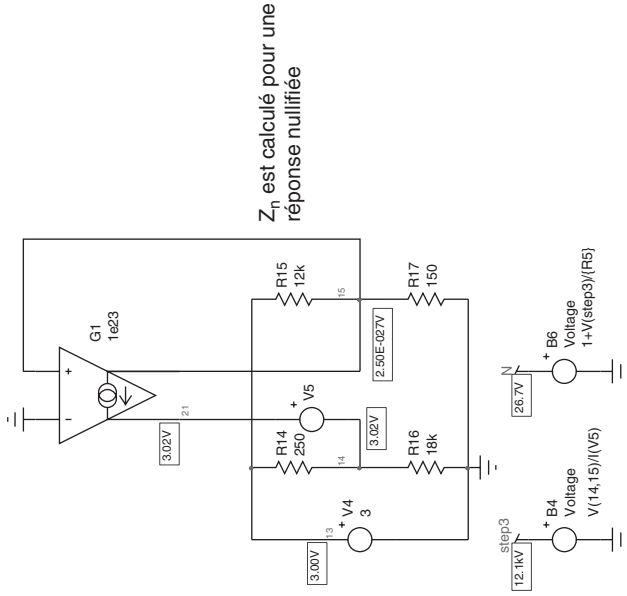 Zn est calculé pour une
réponse nullifiée
G1
1e23
+
-
21
3.02V
R15
12k
15
R14
250
+
V5
2.50E-027V
R17
150
3.02V
14
R16
18k
13
+
V4
3
3.00V
step3
12.1kV
+
B4
Voltage
V(14,15)/I(V5)
N
26.7V
+
B6
Voltage
1+V(step3)/{R5}